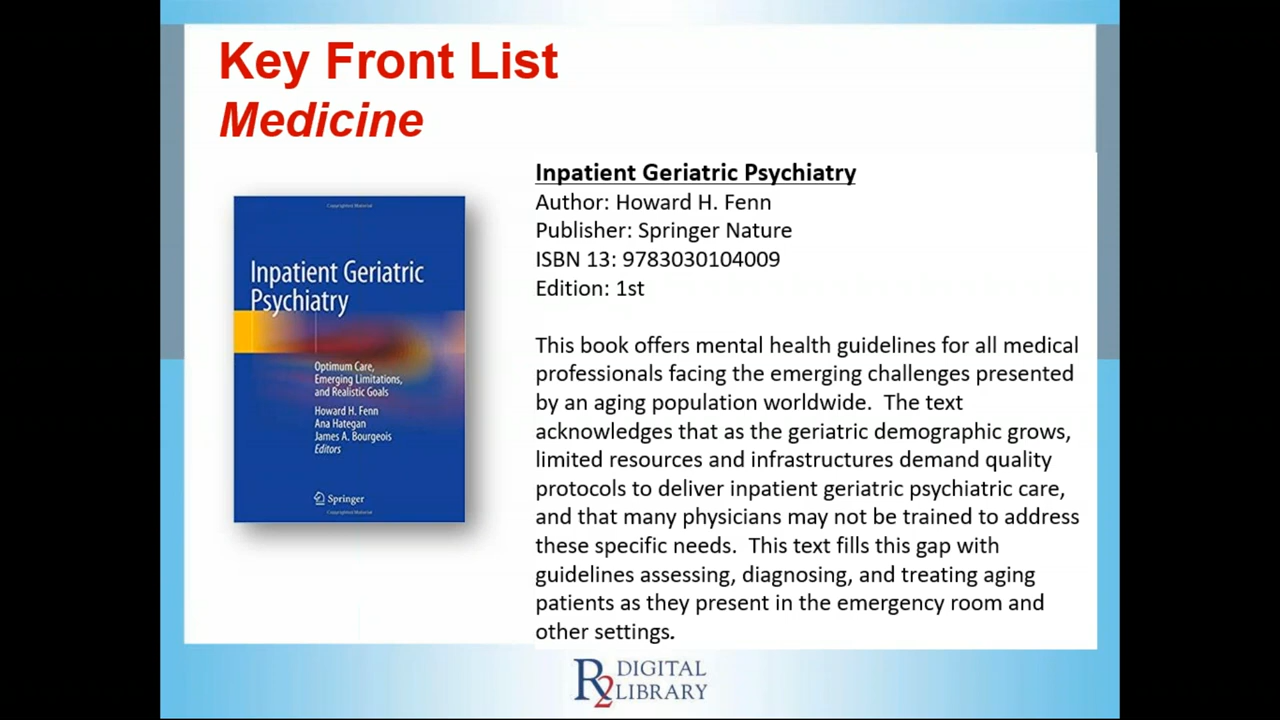 Key Front List
Medicine
Inpatient Geriatric Psychiatry
Author: Howard H. Fenn
Publisher: Springer Nature
ISBN 13: 9783030104009
Edition: 1st
This book offers mental health guidelines for all medical
professionals facing the emerging challenges presented
by an aging population worldwide.  The text
acknowledges that as the geriatric demographic grows,
limited resources and infrastructures demand quality
protocols to deliver inpatient geriatric psychiatric care,
and that many physicians may not be trained to address
these specific needs.  This text fills this gap with
guidelines assessing, diagnosing, and treating aging
patients as they present in the emergency room and
other settings.
Copyrighted Material
Inpatient Geriatric
Psychiatry
Optimum Care,
Emerging Limitations,
and Realistic Goals
Howard H. Fenn
Ana Hategan
James A. Bourgeois
Editors
Springer
Copyrighted Material
R2 DIGITAL
LIBRARY